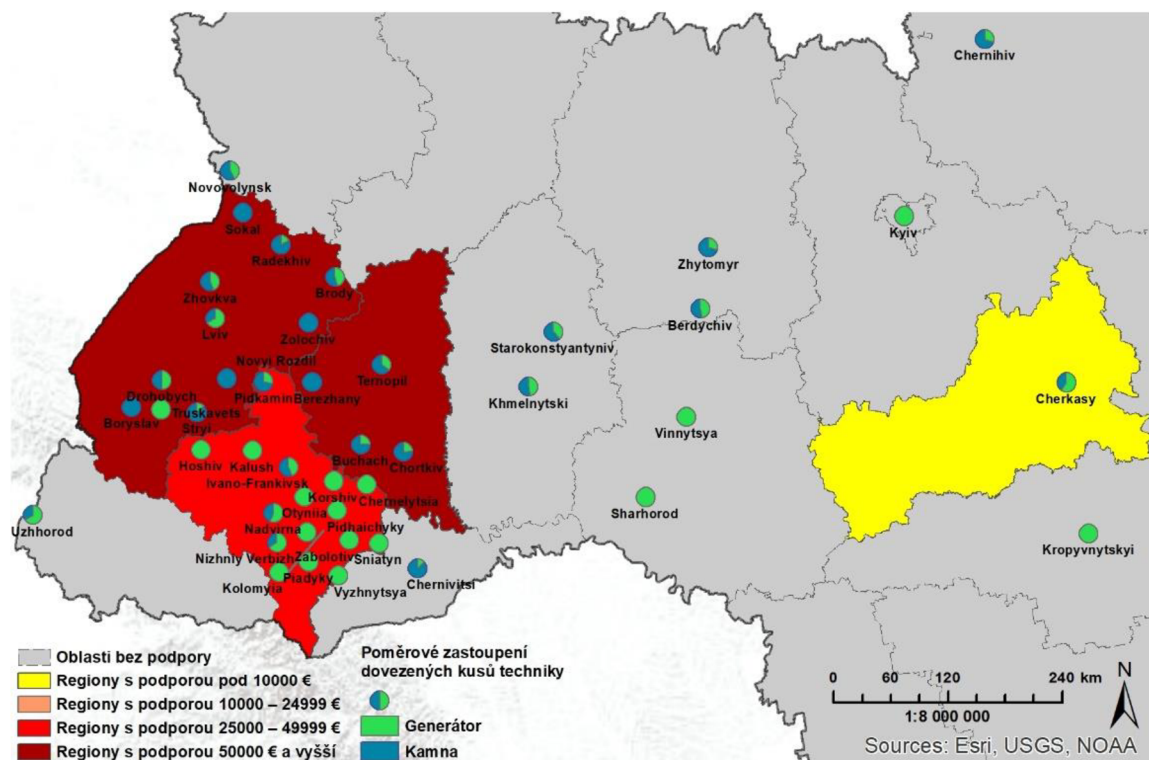 Chernihiv
Novovolynsk
Sokal
Kyiv
Radekhiv
Zhytomyr
Zhovkva
Brody
Lviv
Zolochiv
Berdychiv
Starokonstyantyniv
Novyi Rozdil
Ternopil
Drohobych
Pidkamin
Berezhany
Khmelnytski
Cherkasy
Boryslav
Truskavets
Stryi
Vinnytsya
Hoshiv
Kalush
Buchach
Chortkiv
Ivano-Frankivsk
Korshiv
Chernelytsia
Otyniia
Sharhorod
Uzhhorod
Nadvirna
Pidhaichyky
Kropyvnytskyi
Nizhniy Verbizh
Zabolotiv
Sniatyn
Kolomyia
Piadyky
Vyzhnytsya
Chernivitsi
Oblasti bez podpory
Regiony s podporou pod 10000 €
Regiony s podporou 10000 – 24999 €
Regiony s podporou 25000 – 49999 €
Regiony s podporou 50000 € a vyšší
Poměrové zastoupení
dovezených kusů techniky
Generátor
Kamna
N
0 60 120 240 km
1:8 000 000
Sources: Esri, USGS, NOAA